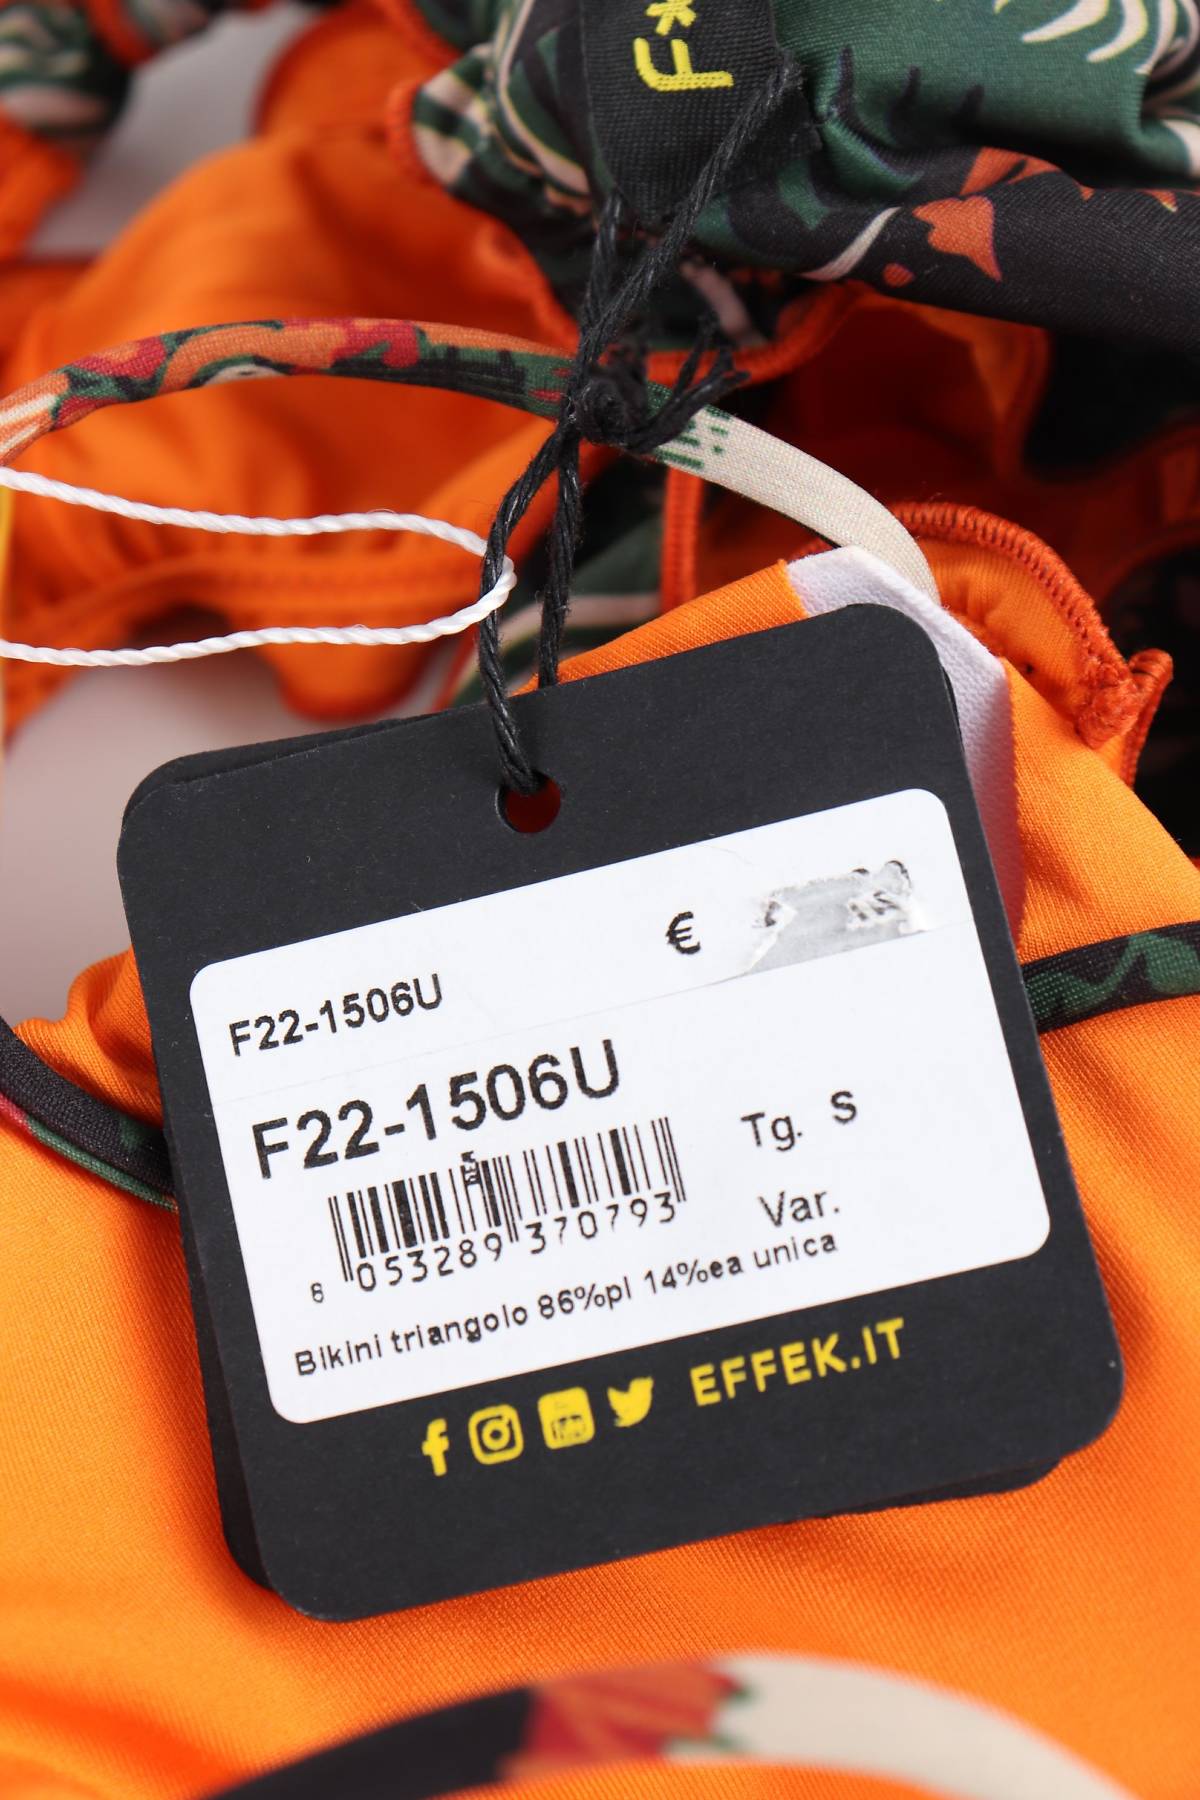 F*
€
F22-1506U
F22-1506U
Tg. S
Var.
8 053289 370793
Bikini triangolo 86%pl 14%ea unica
EFFEK.IT